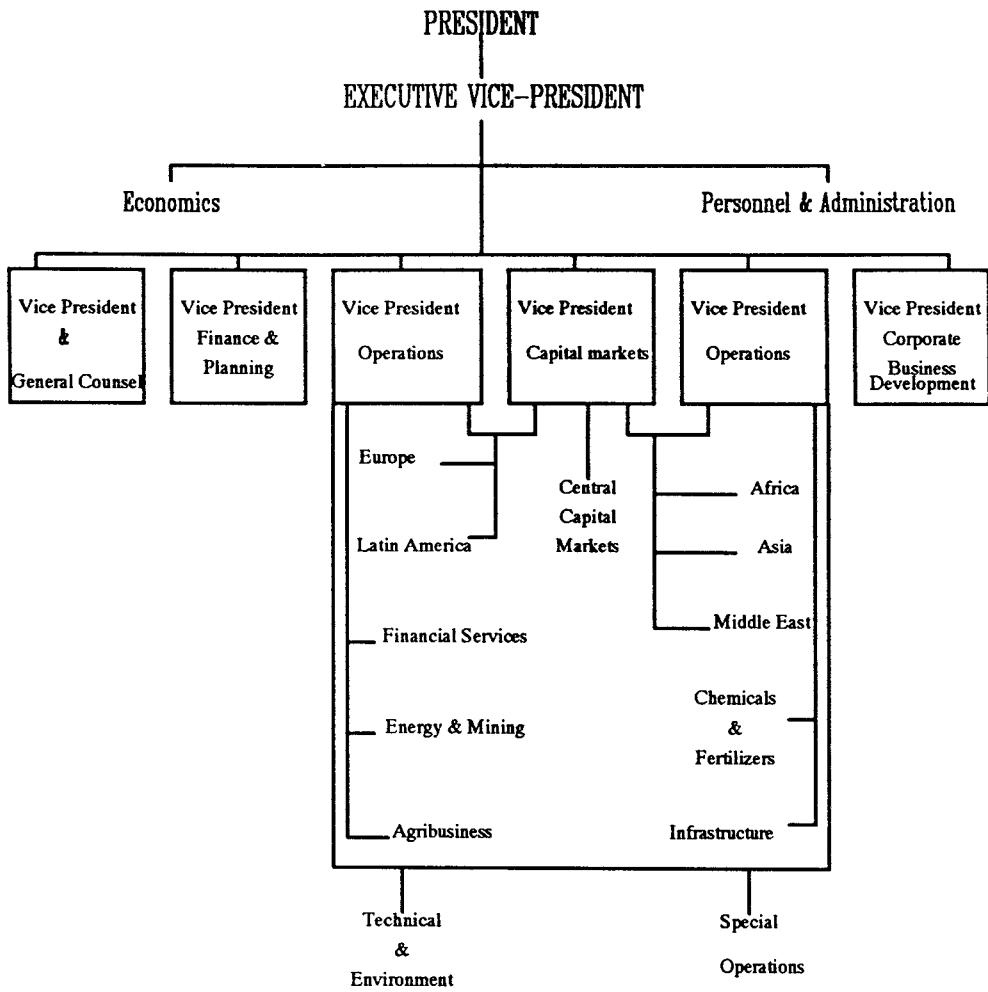 PRESIDENT
EXECUTIVE VICE-PRESIDENT
Economics
Personnel & Administration
Vice President
&
General Counsel
Vice President
Finance &
Planning
Vice President
Operations
Vice President
Capital markets
Vice President
Operations
Vice President
Corporate
Business
Development
Europe
Latin America
Central
Capital
Markets
Africa
Asia
Middle East
Financial Services
Energy & Mining
Agribusiness
Chemicals
&
Fertilizers
Infrastructure
Technical
&
Environment
Special
Operations